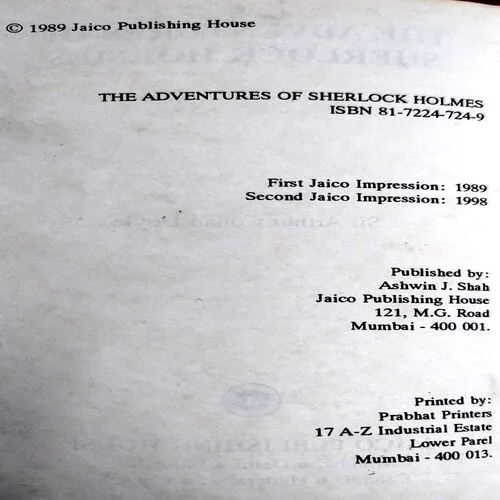 © 1989 Jaico Publishing House
THE ADVENTURES OF SHERLOCK HOLMES
ISBN 81-7224-724-9
First Jaico Impression: 1989
Second Jaico Impression: 1998
Published by:
Ashwin J. Shah
Jaico Publishing House
121, M.G. Road
Mumbai - 400 001.
Printed by:
Prabhat Printers
17 A-Z Industrial Estate
Lower Parel
Mumbai - 400 013.